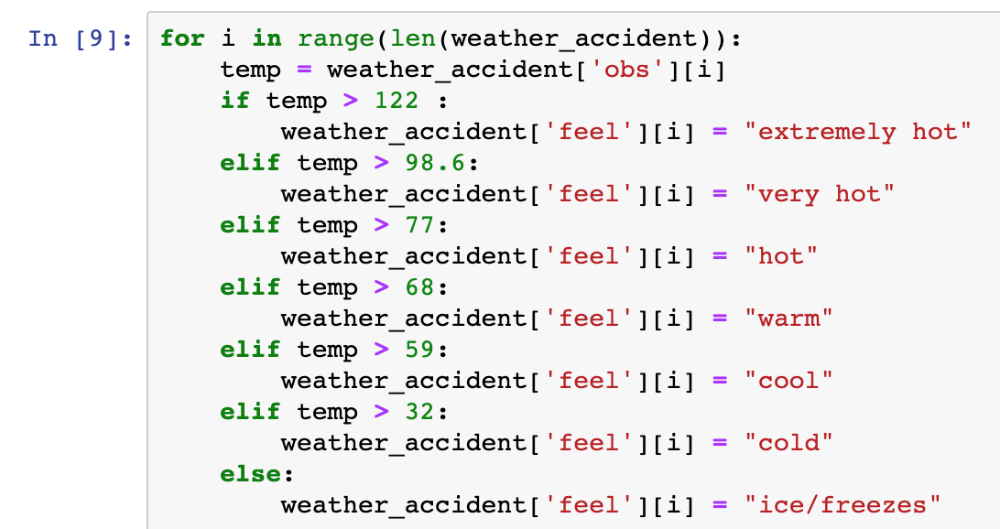 In [9]: for i in range(len(weather_accident)):
    temp = weather_accident['obs'][i]
    if temp > 122 :
        weather_accident['feel'][i] = "extremely hot"
    elif temp > 98.6:
        weather_accident['feel'][i] = "very hot"
    elif temp > 77:
        weather_accident['feel'][i] = "hot"
    elif temp > 68:
        weather_accident['feel'][i] = "warm"
    elif temp > 59:
        weather_accident['feel'][i] = "cool"
    elif temp > 32:
        weather_accident['feel'][i] = "cold"
    else:
        weather_accident['feel'][i] = "ice/freezes"